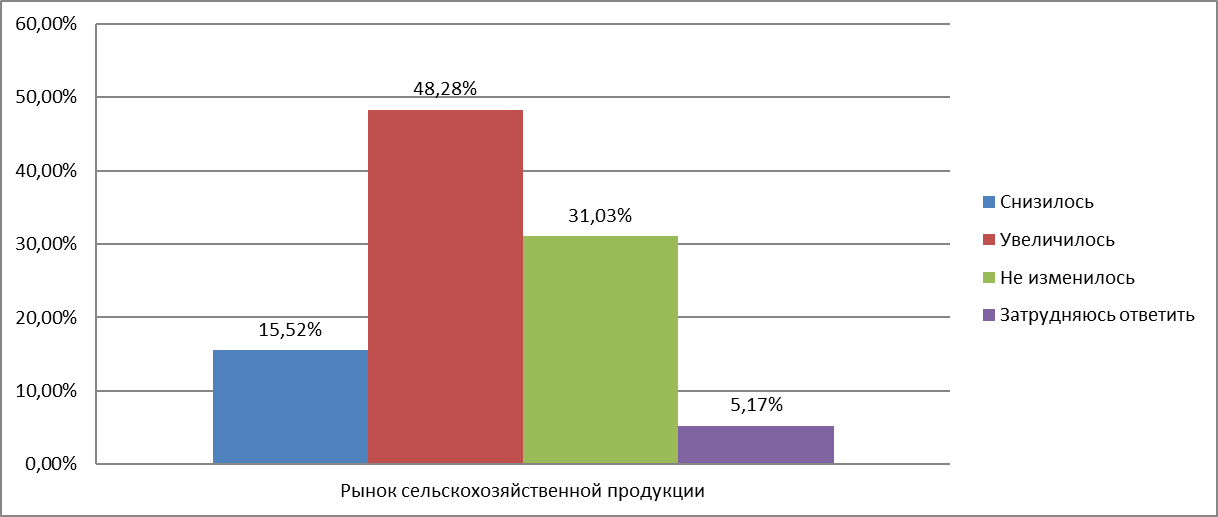 60,00%
50,00%
40,00%
30,00%
20,00%
10,00%
0,00%
15,52%
48,28%
31,03%
5,17%
Рынок сельскохозяйственной продукции
Снизилось
Увеличилось
Не изменилось
Затрудняюсь ответить